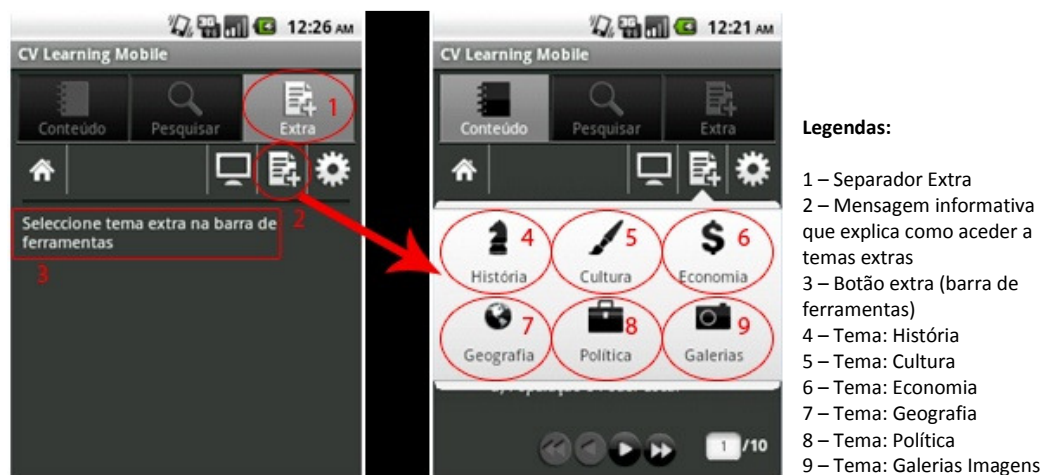 12:26 AM
CV Learning Mobile
Conteúdo
Pesquisar
Extra
1
2
Seleccione tema extra na barra de
ferramentas
3
12:21 AM
CV Learning Mobile
Conteúdo
Pesquisar
Extra
4
História
5
Cultura
6
Economia
7
Geografia
8
Política
9
Galerias
1 /10
Legendas:
1 – Separador Extra
2 – Mensagem informativa
que explica como aceder a
temas extras
3 – Botão extra (barra de
ferramentas)
4 – Tema: História
5 – Tema: Cultura
6 – Tema: Economia
7 – Tema: Geografia
8 – Tema: Política
9 – Tema: Galerias Imagens